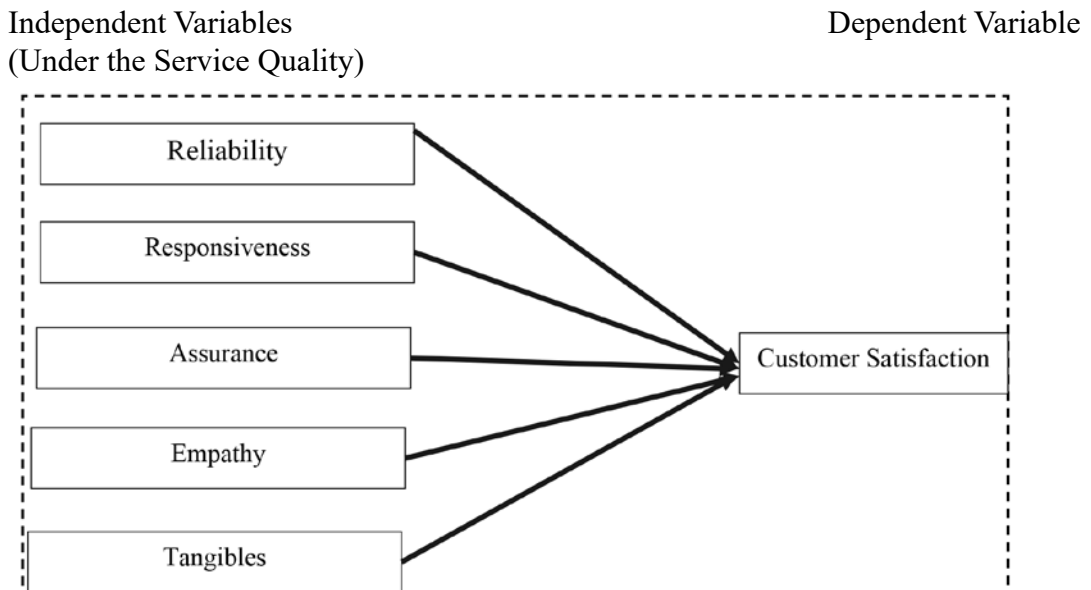 Independent Variables
Dependent Variable
(Under the Service Quality)
Reliability
Responsiveness
Assurance
Customer Satisfaction
Empathy
Tangibles